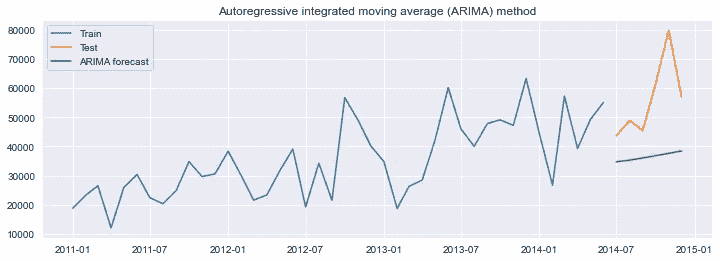 Autoregressive integrated moving average (ARIMA) method
Train
Test
ARIMA forecast
80000
70000
60000
50000
40000
30000
20000
10000
2011-01 2011-07 2012-01 2012-07 2013-01 2013-07 2014-01 2014-07 2015-01